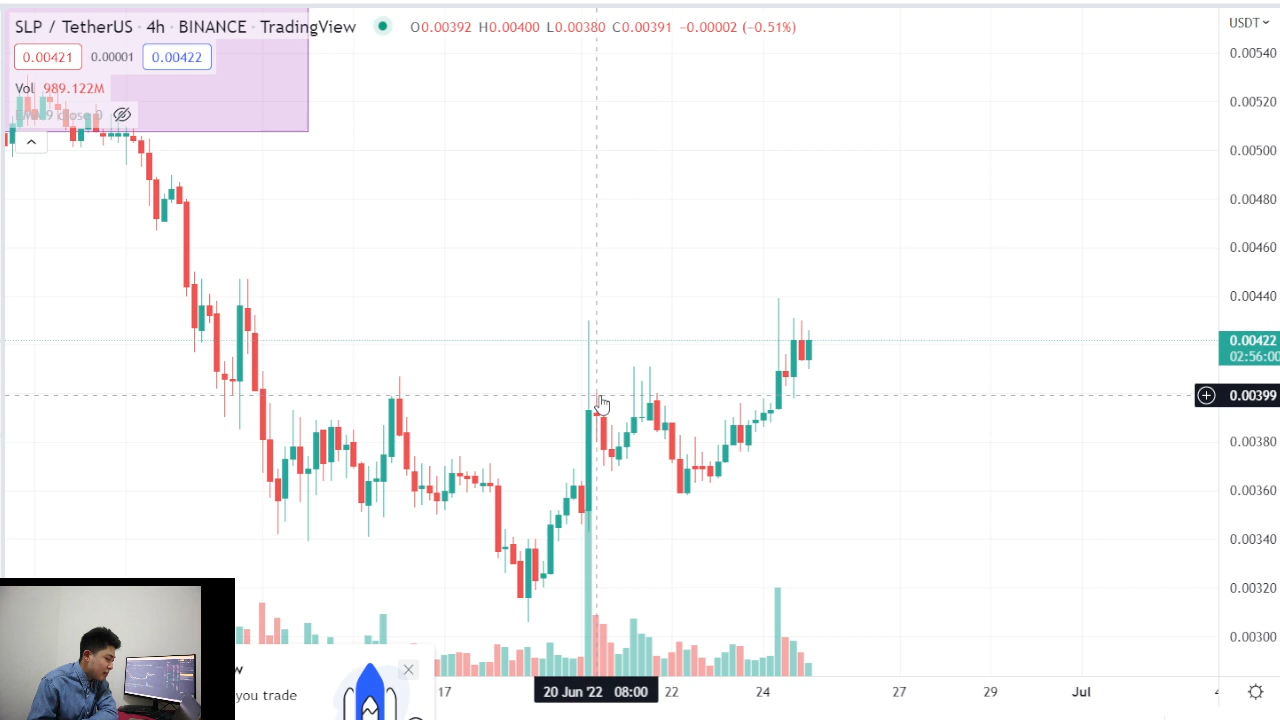 SLP / TetherUS · 4h · BINANCE · TradingView O0.00392 H0.00400 L0.00380 C0.00391 −0.00002 (−0.51%)
USDT
0.00421 0.00001 0.00422
Vol 989.122M
close 0
0.00540
0.00520
0.00500
0.00480
0.00460
0.00440
0.00422
02:56:00
0.00399
0.00380
0.00360
0.00340
0.00320
0.00300
you trade
17 20 Jun '22 08:00 22 24 27 29 Jul